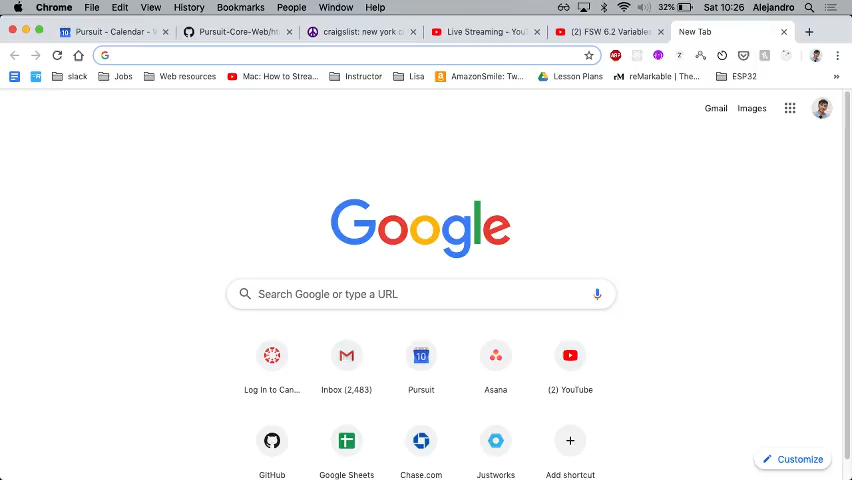 Chrome File Edit View History Bookmarks People Window Help 32% Sat 10:26 Alejandro
Pursuit - Calendar - W Pursuit-Core-Web/ht craigslist: new york c Live Streaming - YouT (2) FSW 6.2 Variable New Tab
slack Jobs Web resources Mac: How to Strea... Instructor Lisa AmazonSmile: Tw... Lesson Plans reMarkable | The... ESP32
Gmail Images
Google
Search Google or type a URL
Log In to Can... Inbox (2,483) Pursuit Asana (2) YouTube
GitHub Google Sheets Chase.com Justworks Add shortcut
Customize